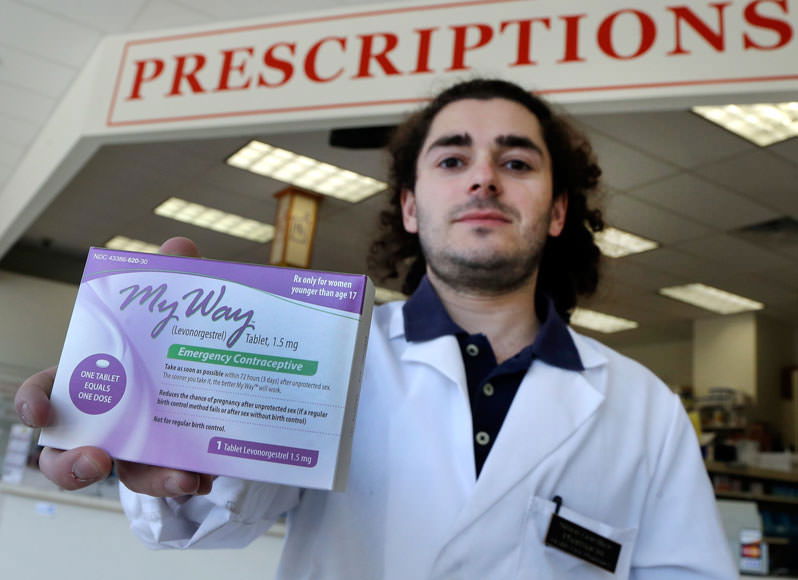 PRESCRIPTIONS
NDC 43386-620-30
Rx only for women
younger than age 17
My Way
(Levonorgestrel) Tablet, 1.5 mg
Emergency Contraceptive
Take as soon as possible within 72 hours (3 days) after unprotected sex.
The sooner you take it, the better My Way™ will work.
ONE TABLET
EQUALS
ONE DOSE
Reduces the chance of pregnancy after unprotected sex (if a regular
birth control method fails or after sex without birth control)
Not for regular birth control.
1 Tablet Levonorgestrel 1.5 mg